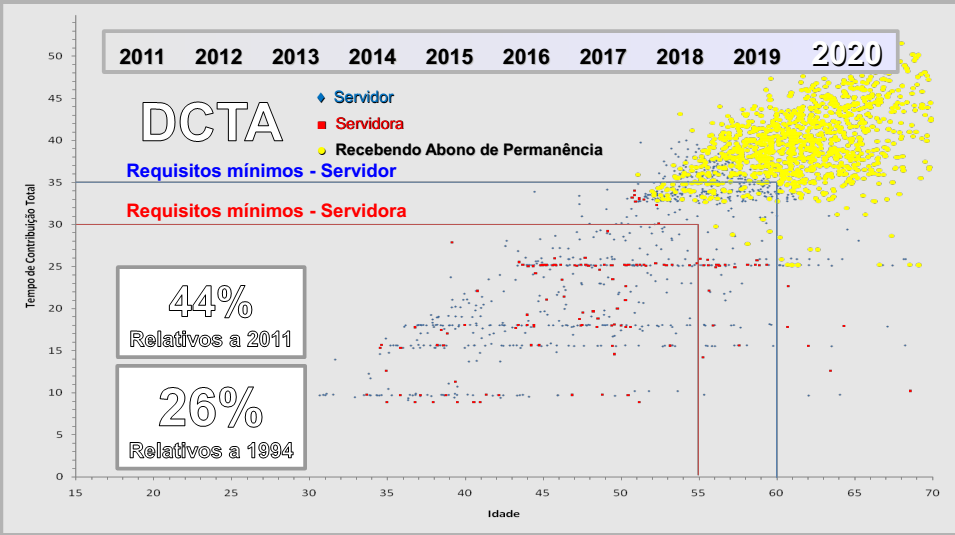 2011 2012 2013 2014 2015 2016 2017 2018 2019 2020
DCTA
Servidor
Servidora
Recebendo Abono de Permanência
Requisitos mínimos - Servidor
Requisitos mínimos - Servidora
44%
Relativos a 2011
26%
Relativos a 1994
Tempo de Contribuição Total
50
45
40
35
30
25
20
15
10
5
0
15 20 25 30 35 40 45 50 55 60 65 70
Idade